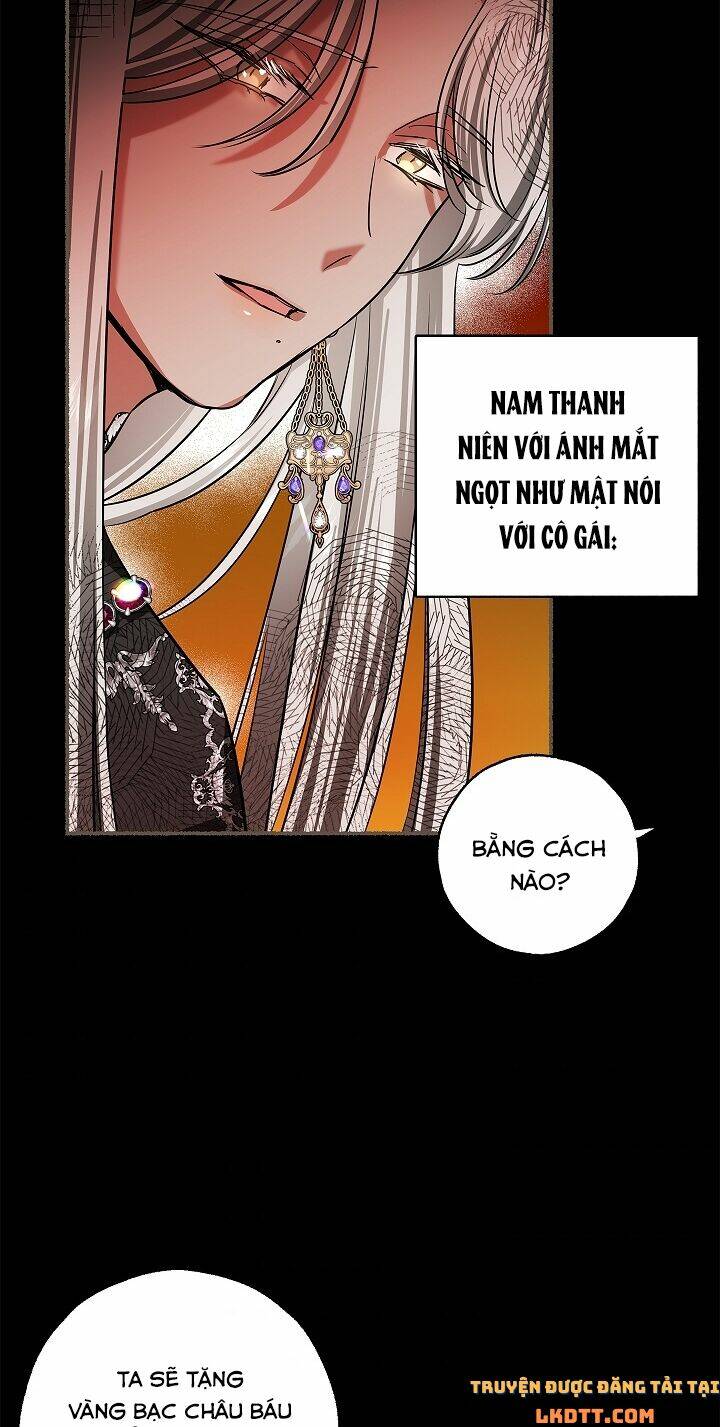 NAM THANH
NIÊN VỚI ÁNH MẮT
NGỌT NHƯ MẬT NÓI
VỚI CÔ GÁI:
BẰNG CÁCH
NÀO?
TA SẼ TẶNG
VÀNG BẠC CHÂU BÁU
TRUYỆN ĐƯỢC ĐĂNG TẢI TẠI
LKDTT.COM